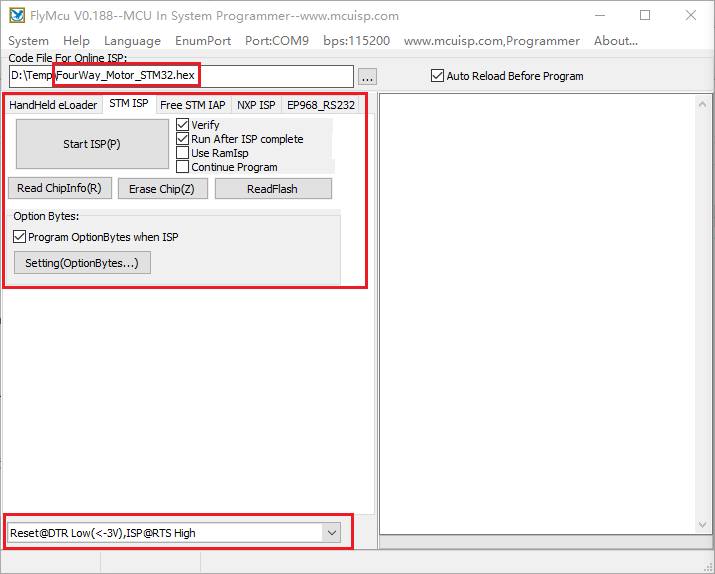 FlyMcu V0.188--MCU In System Programmer--www.mcuisp.com
System Help Language EnumPort Port:COM9 bps:115200 www.mcuisp.com,Programmer About...
Code File For Online ISP:
D:\Temp\FourWay_Motor_STM32.hex ... Auto Reload Before Program
HandHeld eLoader STM ISP Free STM IAP NXP ISP EP968_RS232
Start ISP(P)
Verify
Run After ISP complete
Use RamIsp
Continue Program
Read ChipInfo(R) Erase Chip(Z) ReadFlash
Option Bytes:
Program OptionBytes when ISP
Setting(OptionBytes...)
Reset@DTR Low(<-3V),ISP@RTS High